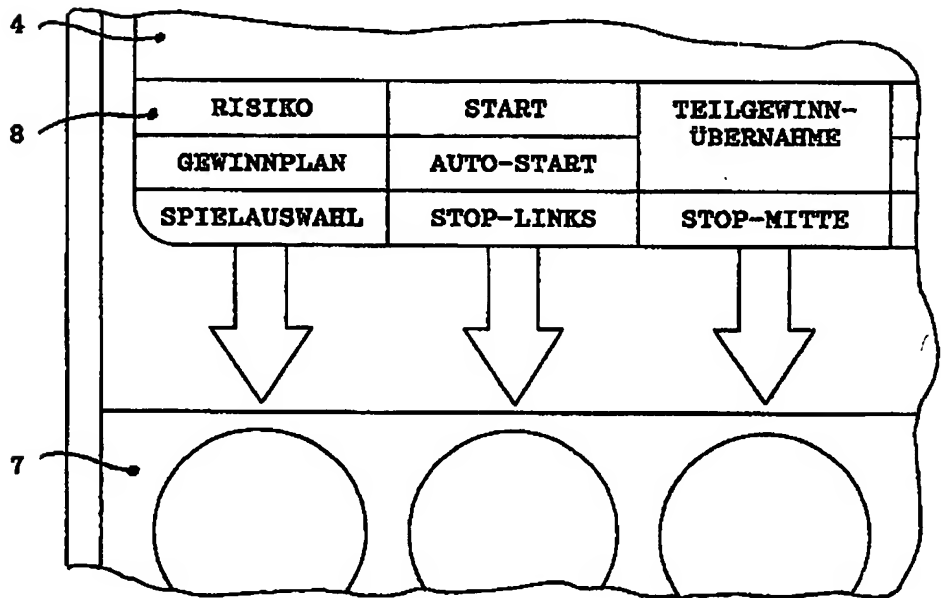 4
8
RISIKO
START
TEILGEWINN-
ÜBERNAHME
GEWINNPLAN
AUTO-START
SPIELAUSWAHL
STOP-LINKS
STOP-MITTE
7